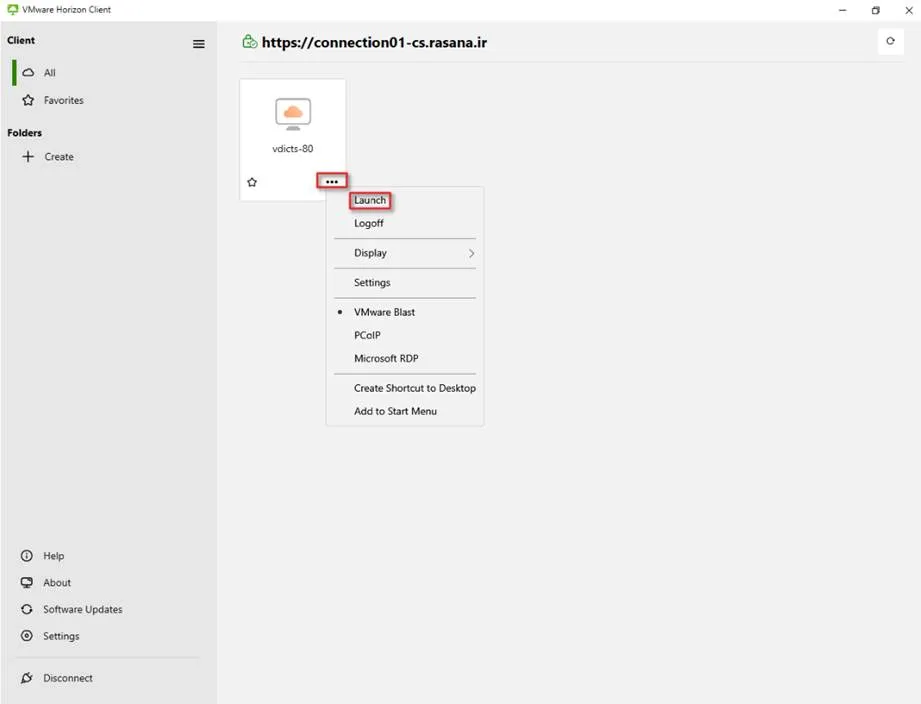 VMware Horizon Client
Client
All
Favorites
Folders
Create
Help
About
Software Updates
Settings
Disconnect
https://connection01-cs.rasana.ir
vdicts-80
Launch
Logoff
Display
Settings
VMware Blast
PCoIP
Microsoft RDP
Create Shortcut to Desktop
Add to Start Menu